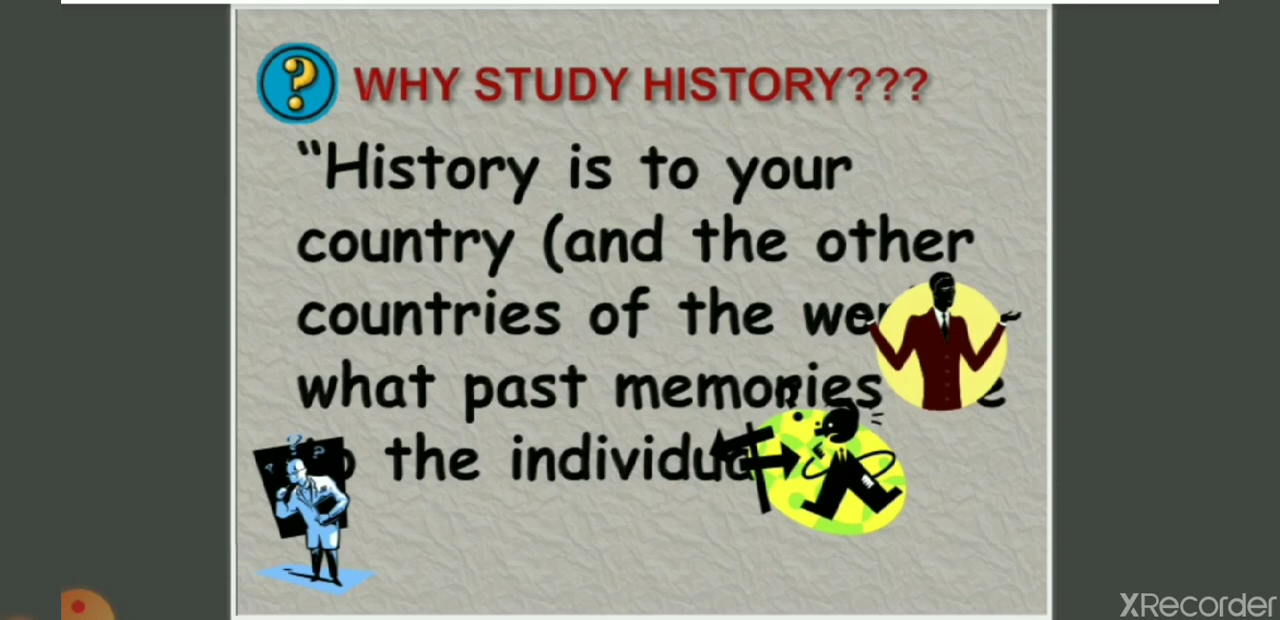 WHY STUDY HISTORY???
“History is to your
country (and the other
countries of the
what past memories
the
XRecorder